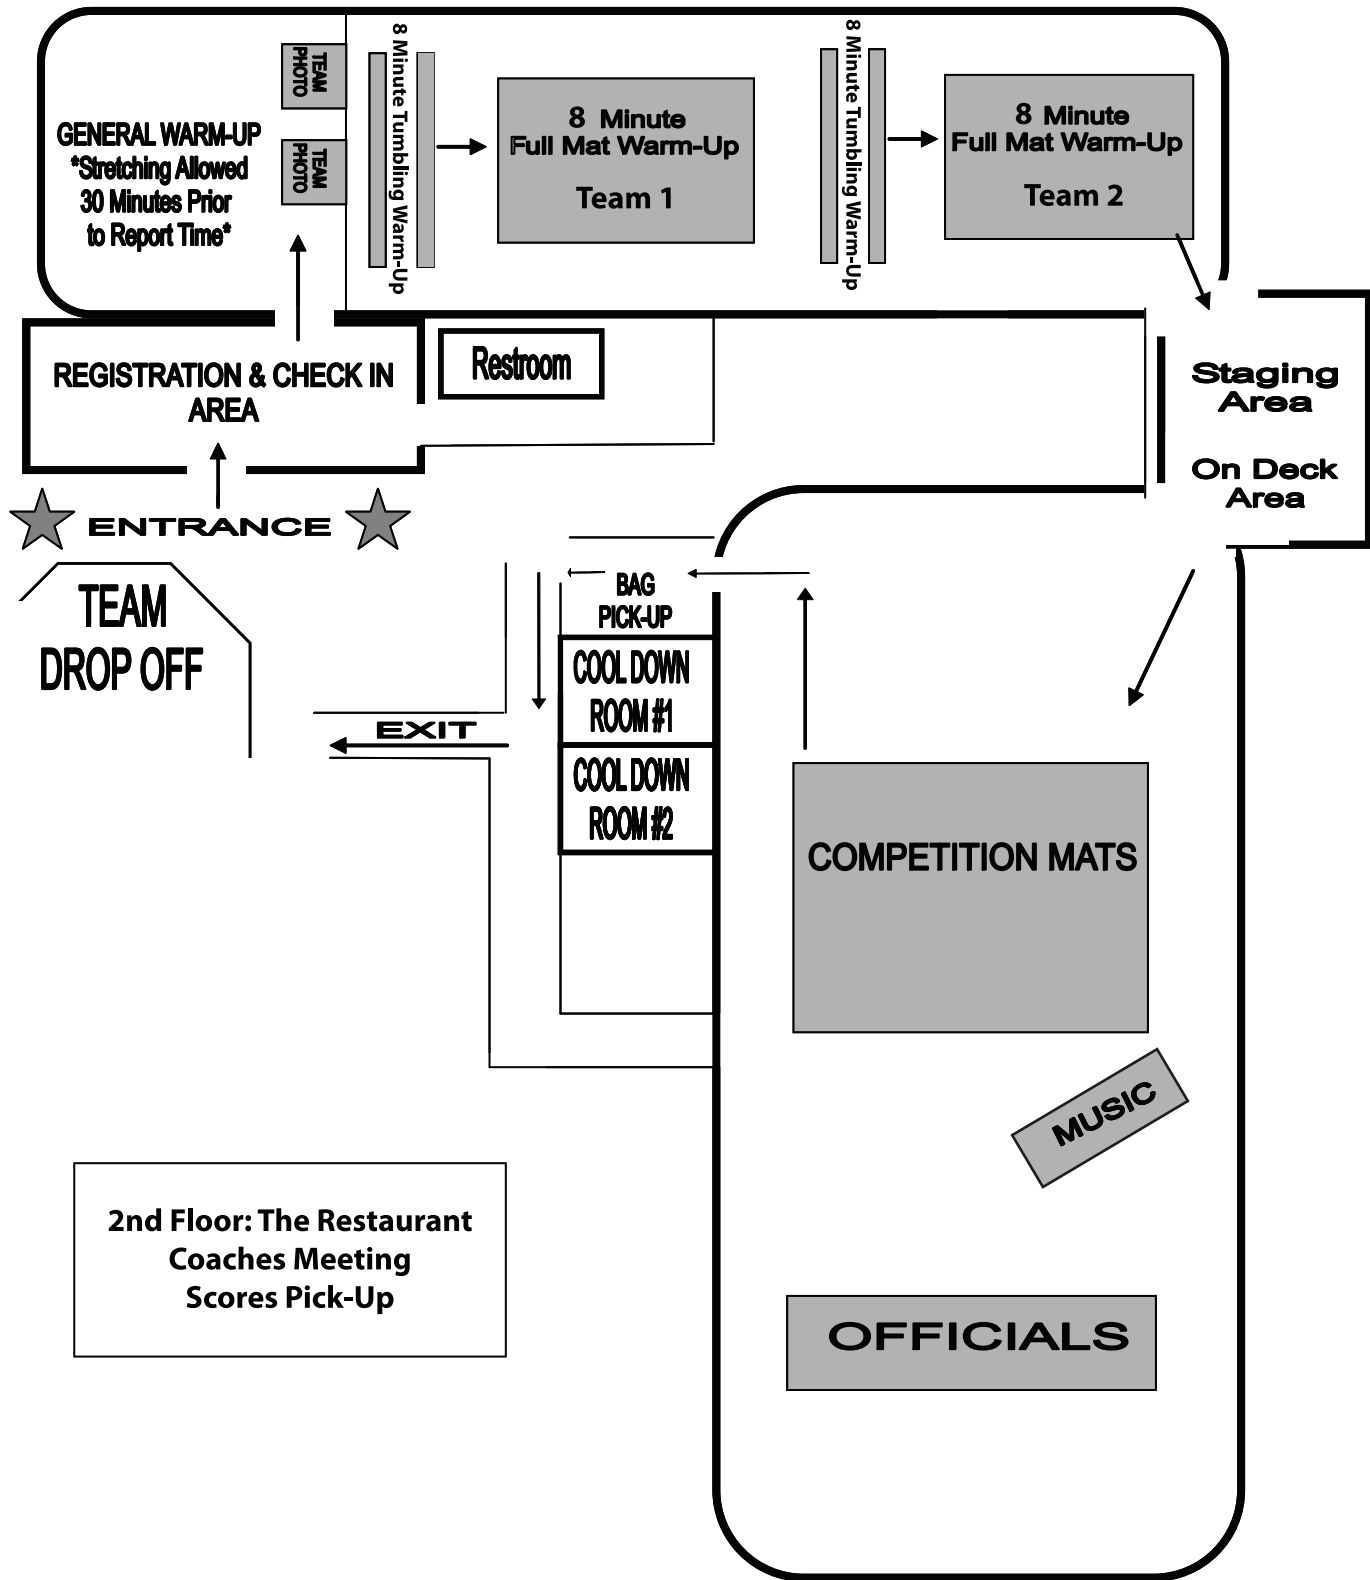 GENERAL WARM-UP
*Stretching Allowed
30 Minutes Prior
to Report Time*
TEAM
PHOTO
TEAM
PHOTO
8 Minute Tumbling Warm-Up
8 Minute
Full Mat Warm-Up
Team 1
8 Minute Tumbling Warm-Up
8 Minute
Full Mat Warm-Up
Team 2
REGISTRATION & CHECK IN
AREA
Restroom
Staging
Area
On Deck
Area
ENTRANCE
TEAM
DROP OFF
BAG
PICK-UP
COOL DOWN
ROOM #1
EXIT
COOL DOWN
ROOM #2
COMPETITION MATS
MUSIC
2nd Floor: The Restaurant
Coaches Meeting
Scores Pick-Up
OFFICIALS